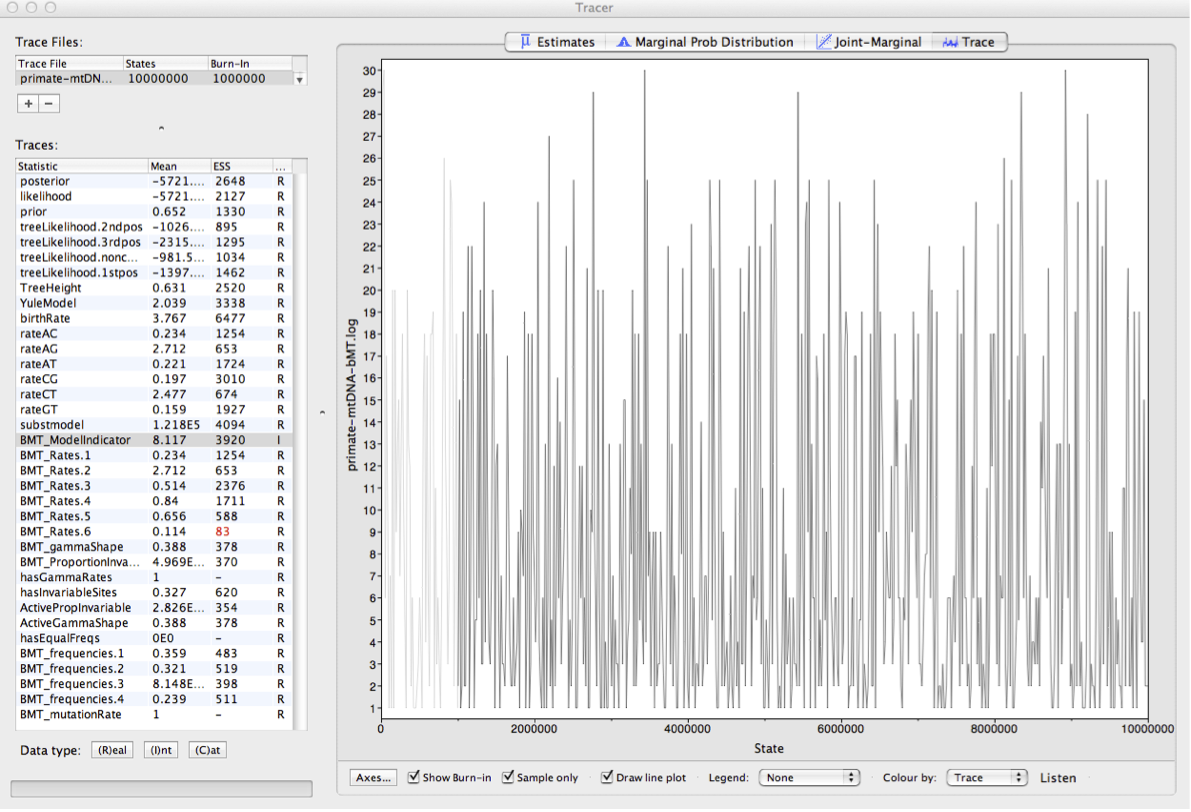 Tracer
Trace Files:
Trace File States Burn-In
primate-mtDN... 10000000 1000000
+ −
Traces:
Statistic Mean ESS ...
posterior -5721.... 2648 R
likelihood -5721.... 2127 R
prior 0.652 1330 R
treeLikelihood.2ndpos -1026.... 895 R
treeLikelihood.3rdpos -2315.... 1295 R
treeLikelihood.nonc... -981.5... 1034 R
treeLikelihood.1stpos -1397.... 1462 R
TreeHeight 0.631 2520 R
YuleModel 2.039 3338 R
birthRate 3.767 6477 R
rateAC 0.234 1254 R
rateAG 2.712 653 R
rateAT 0.221 1724 R
rateCG 0.197 3010 R
rateCT 2.477 674 R
rateGT 0.159 1927 R
substmodel 1.218E5 4094 R
BMT_ModelIndicator 8.117 3920 I
BMT_Rates.1 0.234 1254 R
BMT_Rates.2 2.712 653 R
BMT_Rates.3 0.514 2376 R
BMT_Rates.4 0.84 1711 R
BMT_Rates.5 0.656 588 R
BMT_Rates.6 0.114 83 R
BMT_gammaShape 0.388 378 R
BMT_ProportionInva... 4.969E... 370 R
hasGammaRates 1 - R
hasInvariableSites 0.327 620 R
ActivePropInvariable 2.826E... 354 R
ActiveGammaShape 0.388 378 R
hasEqualFreqs 0E0 - R
BMT_frequencies.1 0.359 483 R
BMT_frequencies.2 0.321 519 R
BMT_frequencies.3 8.148E... 398 R
BMT_frequencies.4 0.239 511 R
BMT_mutationRate 1 - R
Data type: (R)eal (I)nt (C)at
Estimates Marginal Prob Distribution Joint-Marginal Trace
30
29
28
27
26
25
24
23
22
21
20
19
18
17
16
15
14
13
12
11
10
9
8
7
6
5
4
3
2
1
primate-mtDNA-bMT.log
0 2000000 4000000 6000000 8000000 10000000
State
Axes... Show Burn-in Sample only Draw line plot Legend: None Colour by: Trace Listen